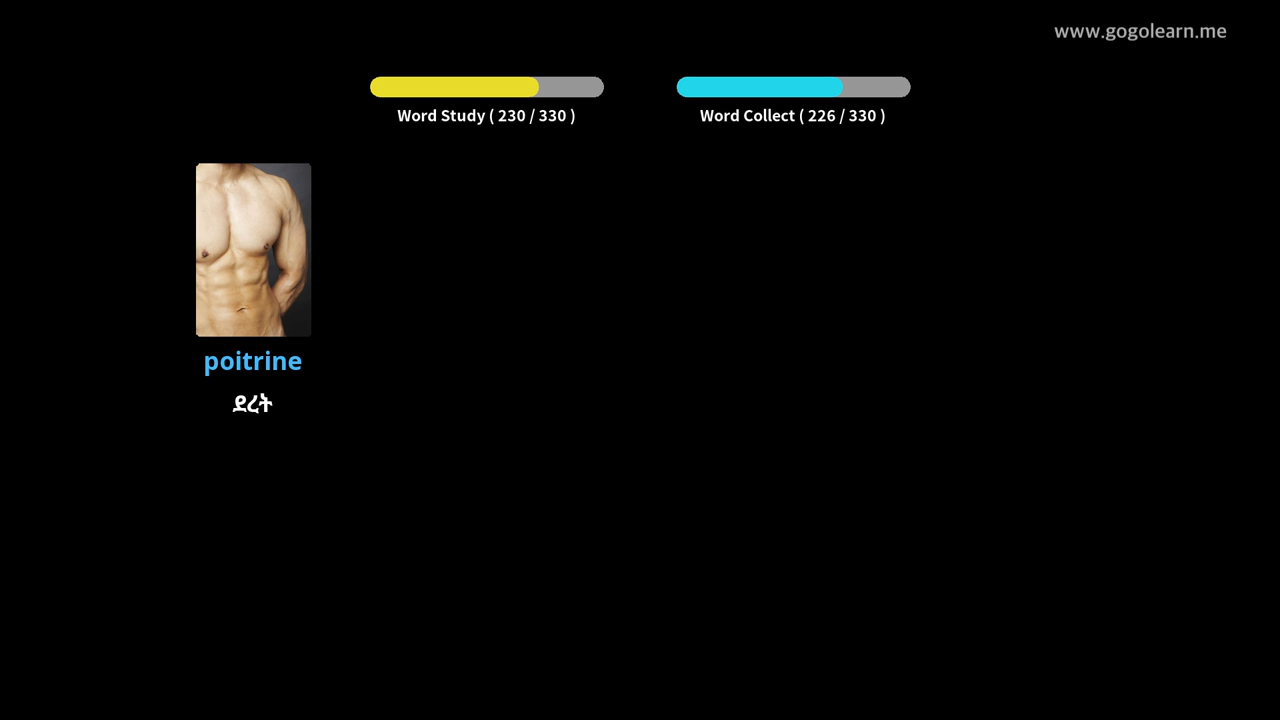 www.gogolearn.me
Word Study ( 230 / 330 )
Word Collect ( 226 / 330 )
poitrine
ደረት